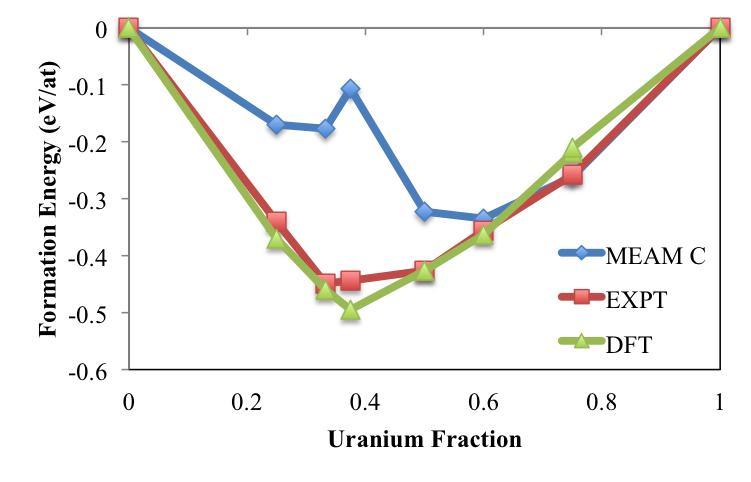 0
-0.1
-0.2
-0.3
-0.4
-0.5
-0.6
Formation Energy (eV/at)
MEAM C
EXPT
DFT
0 0.2 0.4 0.6 0.8 1
Uranium Fraction